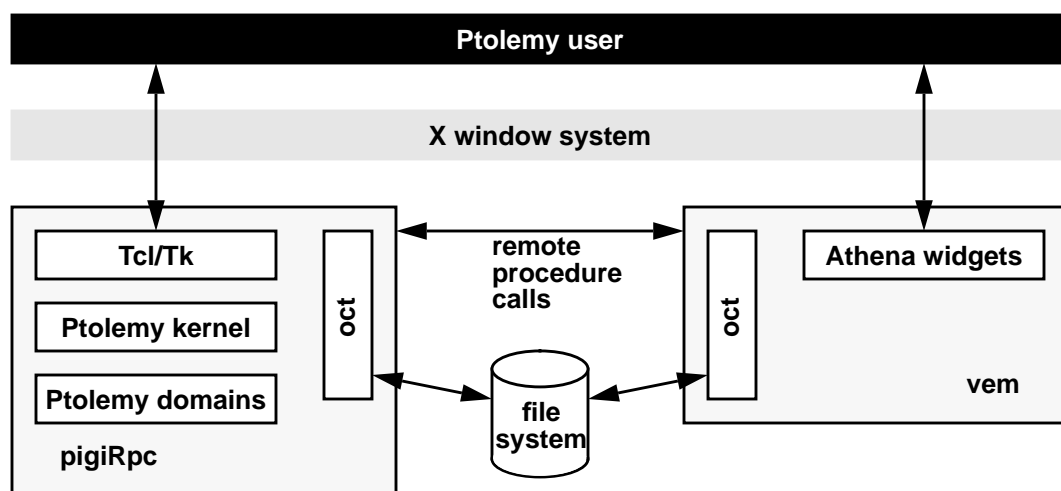 Ptolemy user
X window system
Tcl/Tk
Ptolemy kernel
Ptolemy domains
pigiRpc
oct
remote
procedure
calls
file
system
oct
Athena widgets
vem